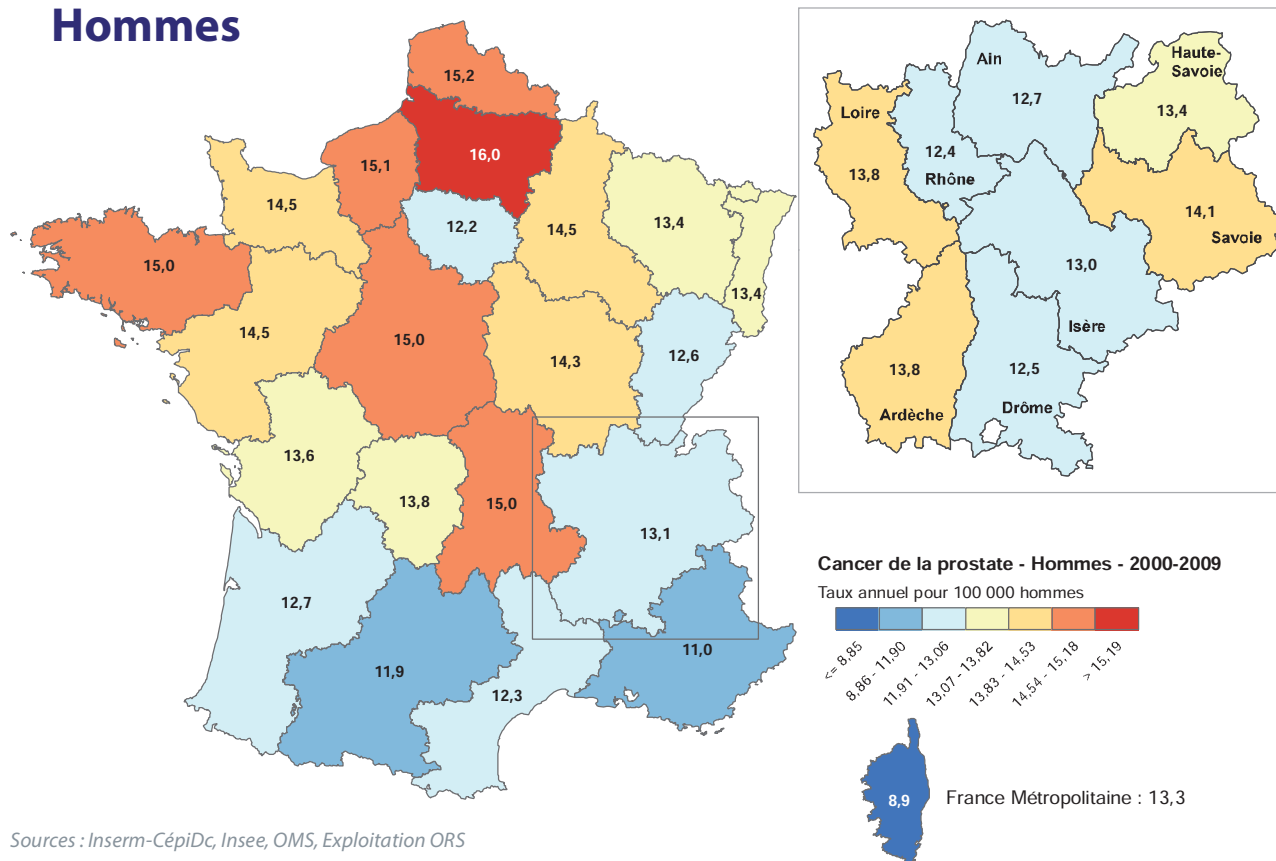 Hommes
15,2
16,0
15,1
14,5
12,2
14,5
13,4
13,4
15,0
14,5
15,0
14,3
12,6
13,6
13,8
15,0
13,1
12,7
11,9
12,3
11,0
Ain
12,7
Haute-
Savoie
13,4
Loire
13,8
12,4
Rhône
14,1
Savoie
13,0
Isère
13,8
Ardèche
12,5
Drôme
Cancer de la prostate - Hommes - 2000-2009
Taux annuel pour 100 000 hommes
<= 8,85
8,86 - 11,90
11,91 - 13,06
13,07 - 13,82
13,83 - 14,53
14,54 - 15,18
> 15,19
8,9
France Métropolitaine : 13,3
Sources : Inserm-CépiDc, Insee, OMS, Exploitation ORS